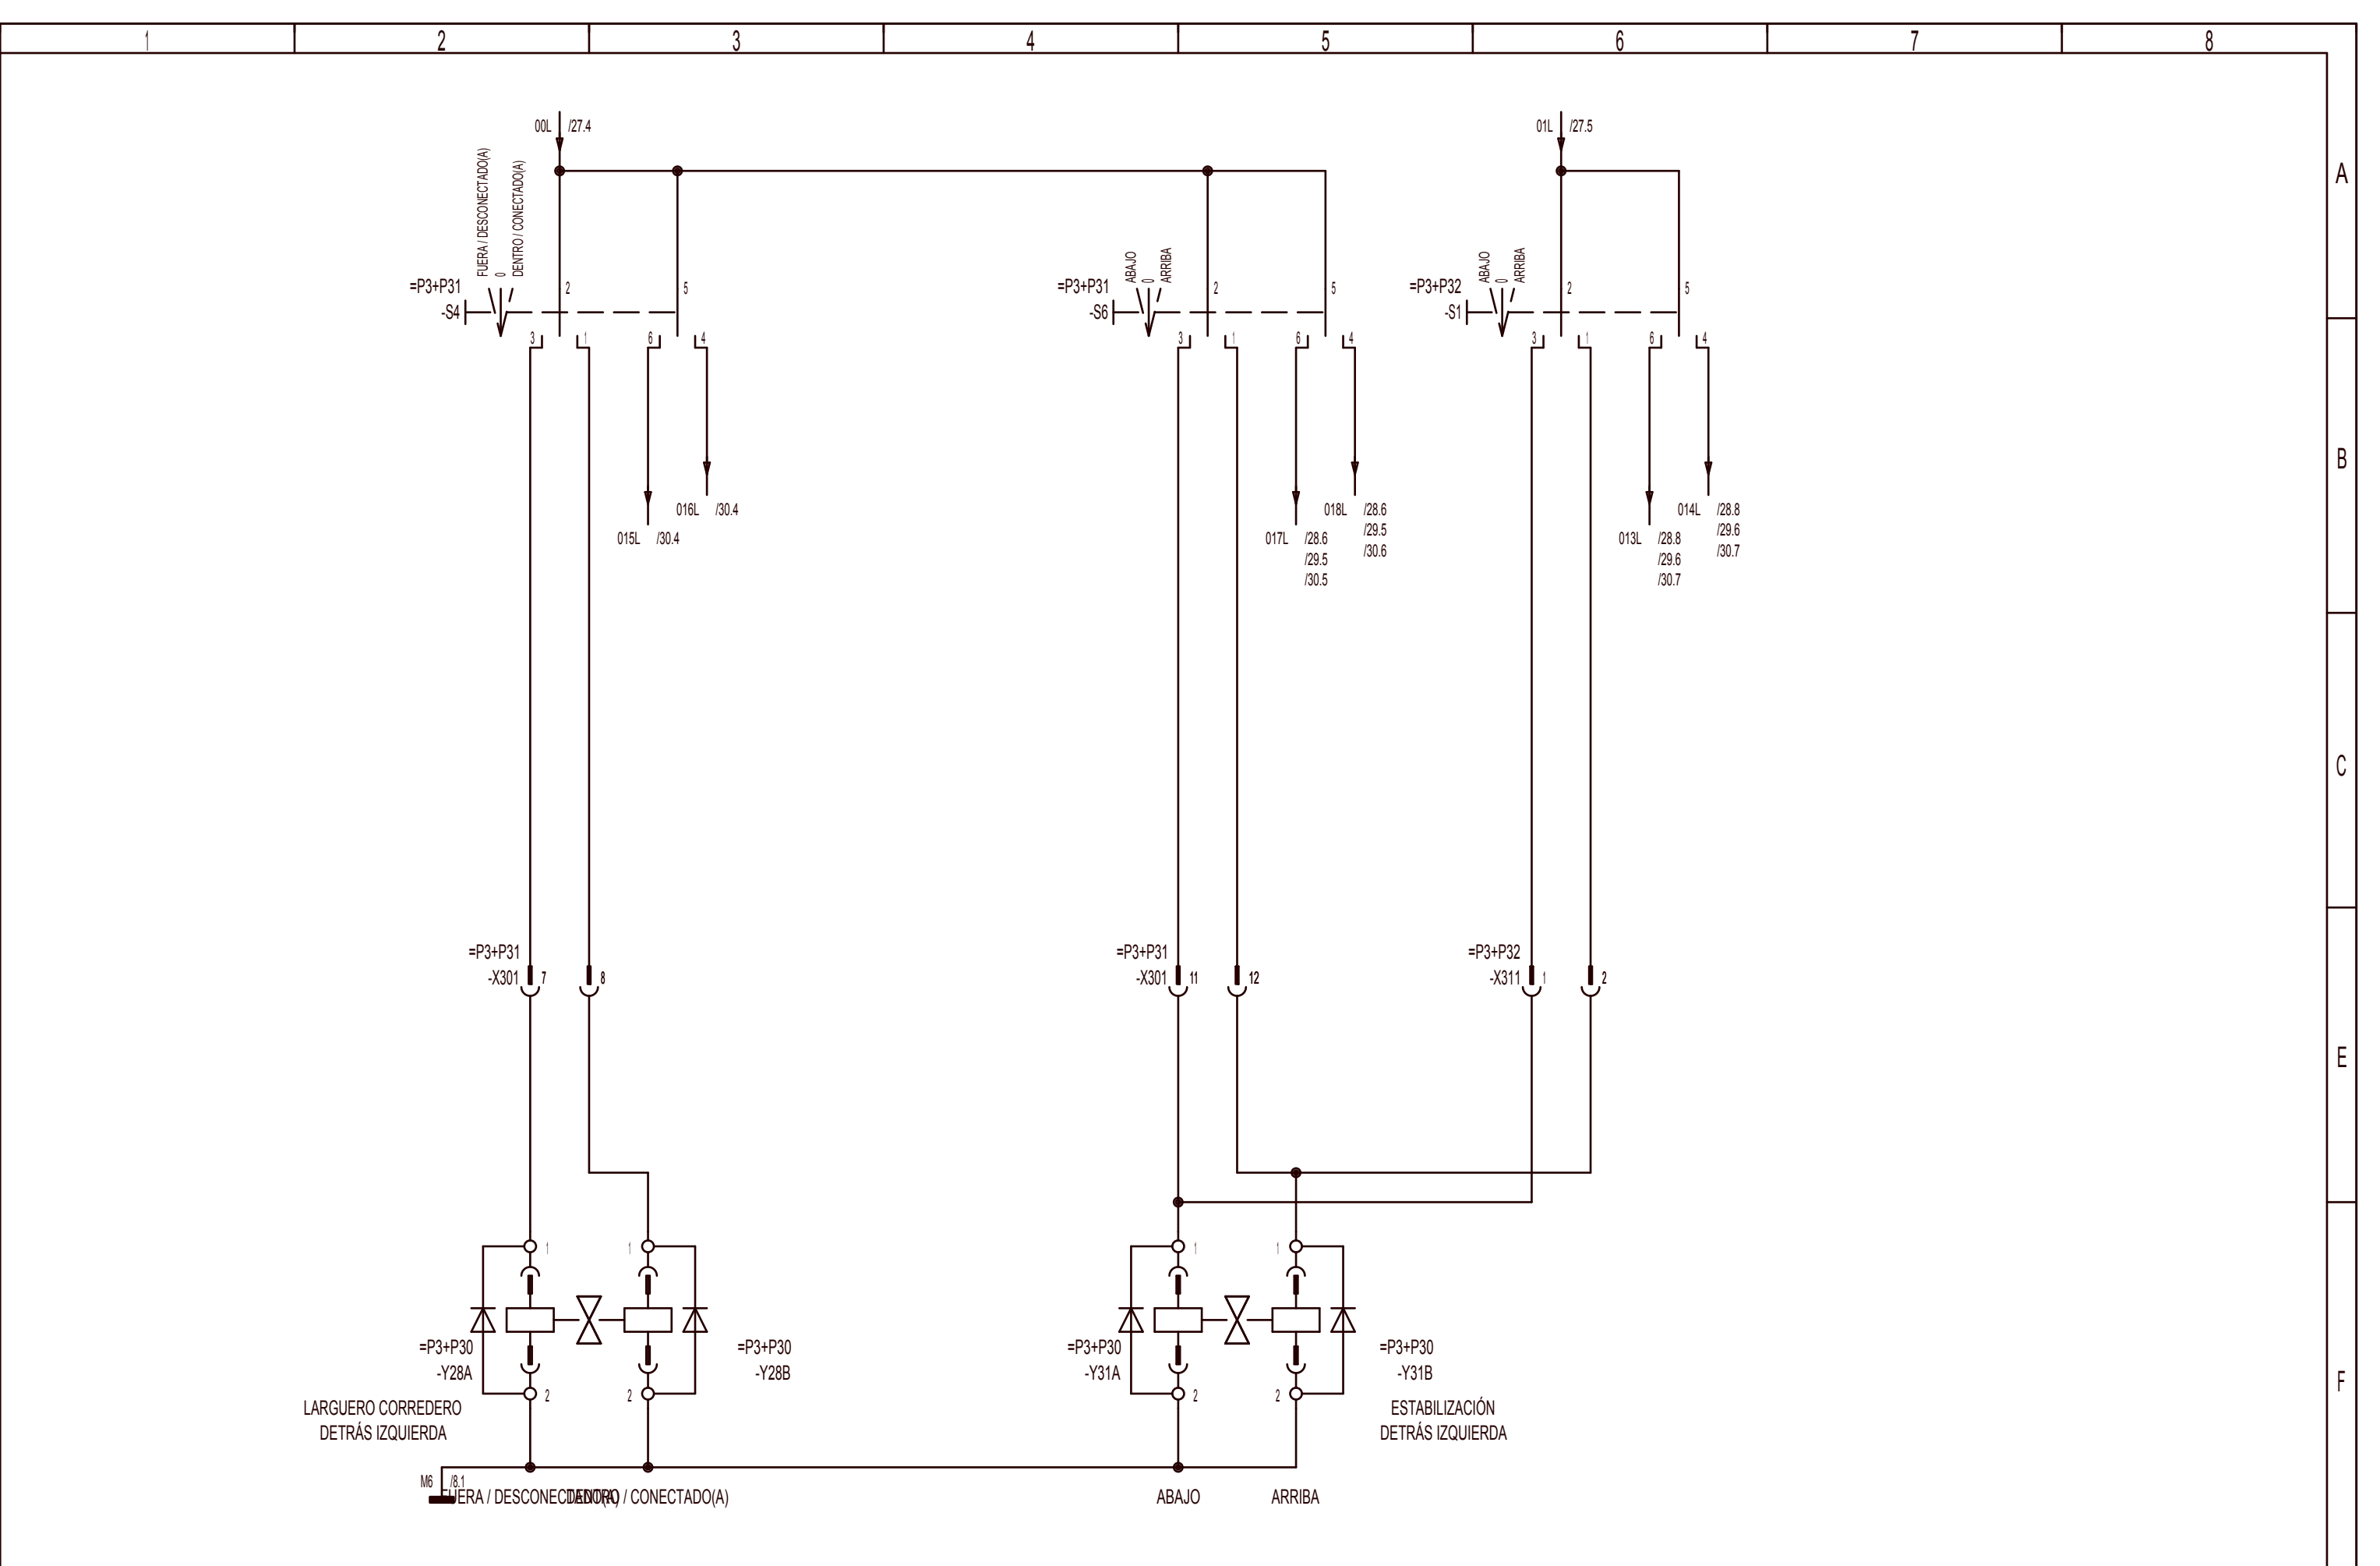 1 2 3 4 5 6 7 8
00L /27.4
01L /27.5
A
FUERA / DESCONECTADO(A)
0
DENTRO / CONECTADO(A)
ABAJO
0
ARRIBA
ABAJO
0
ARRIBA
=P3+P31
-S4
2 5
=P3+P31
-S6
2 5
=P3+P32
-S1
2 5
3 1 6 4
3 1 6 4
3 1 6 4
B
016L /30.4
015L /30.4
018L /28.6
/29.5
/30.6
017L /28.6
/29.5
/30.5
014L /28.8
/29.6
/30.7
013L /28.8
/29.6
/30.7
C
=P3+P31
-X301 7 8
=P3+P31
-X301 11 12
=P3+P32
-X311 1 2
E
1 1
1 1
=P3+P30
-Y28A
=P3+P30
-Y28B
=P3+P30
-Y31A
=P3+P30
-Y31B
F
2 2
2 2
LARGUERO CORREDERO
DETRÁS IZQUIERDA
ESTABILIZACIÓN
DETRÁS IZQUIERDA
M6 /8.1
FUERA / DESCONECTADO(A)
DENTRO / CONECTADO(A)
ABAJO
ARRIBA